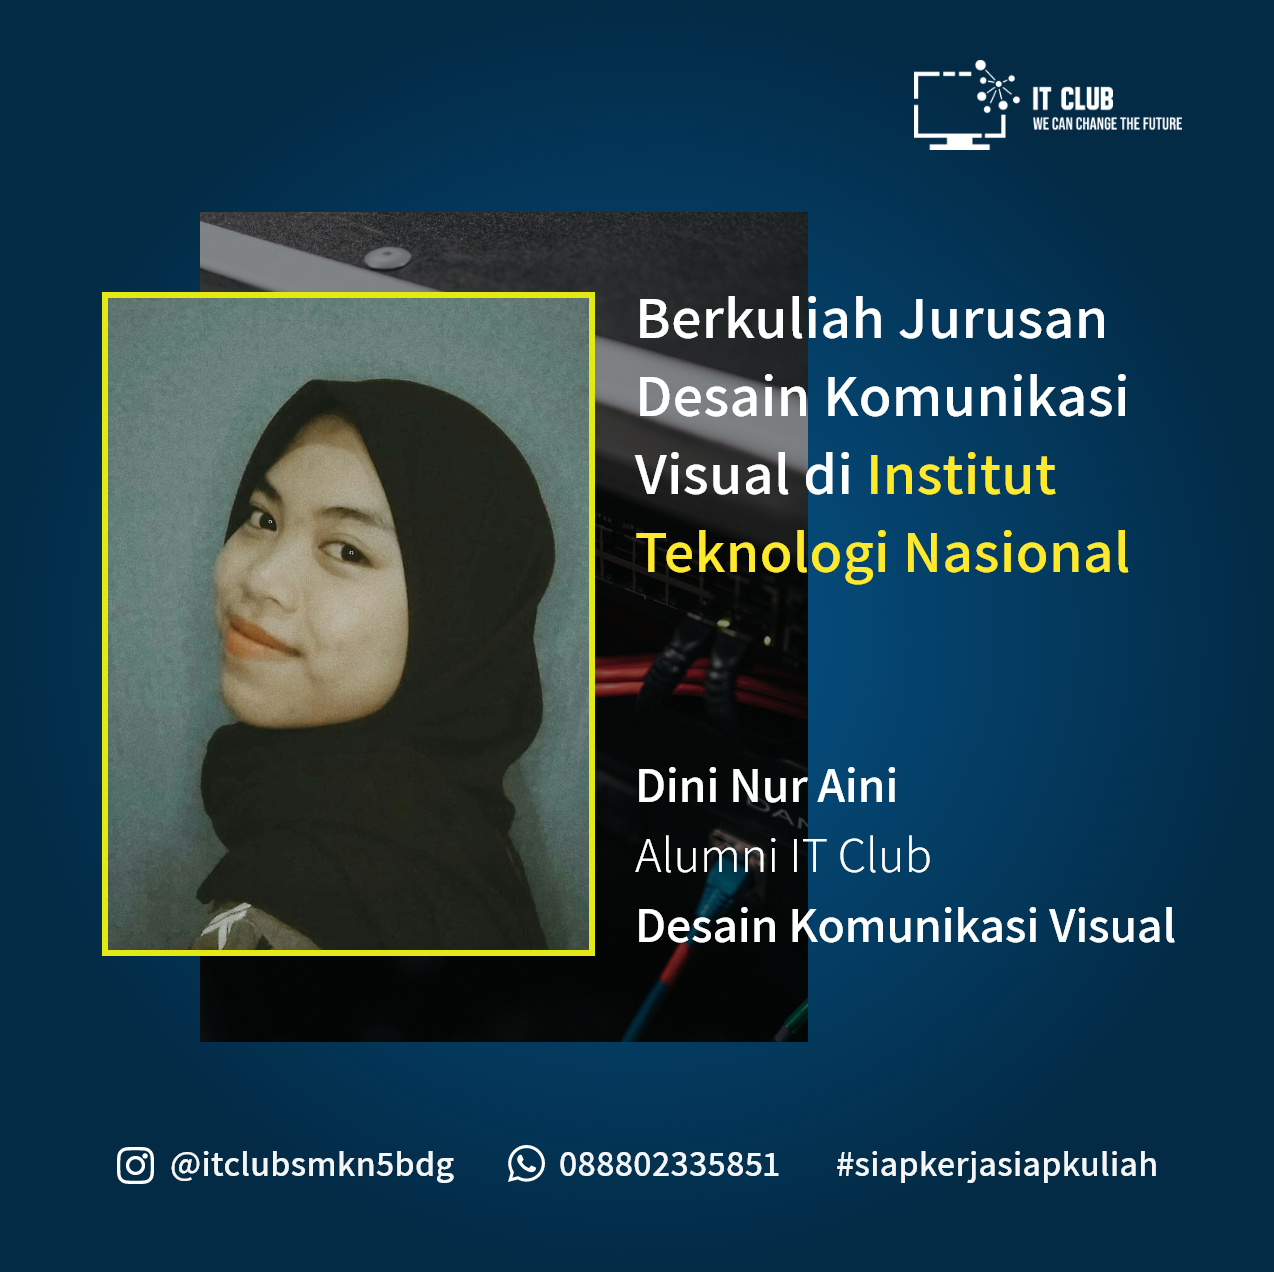 IT CLUB
WE CAN CHANGE THE FUTURE
Berkuliah Jurusan
Desain Komunikasi
Visual di Institut
Teknologi Nasional
Dini Nur Aini
Alumni IT Club
Desain Komunikasi Visual
@itclubsmkn5bdg
088802335851
#siapkerjasiapkuliah